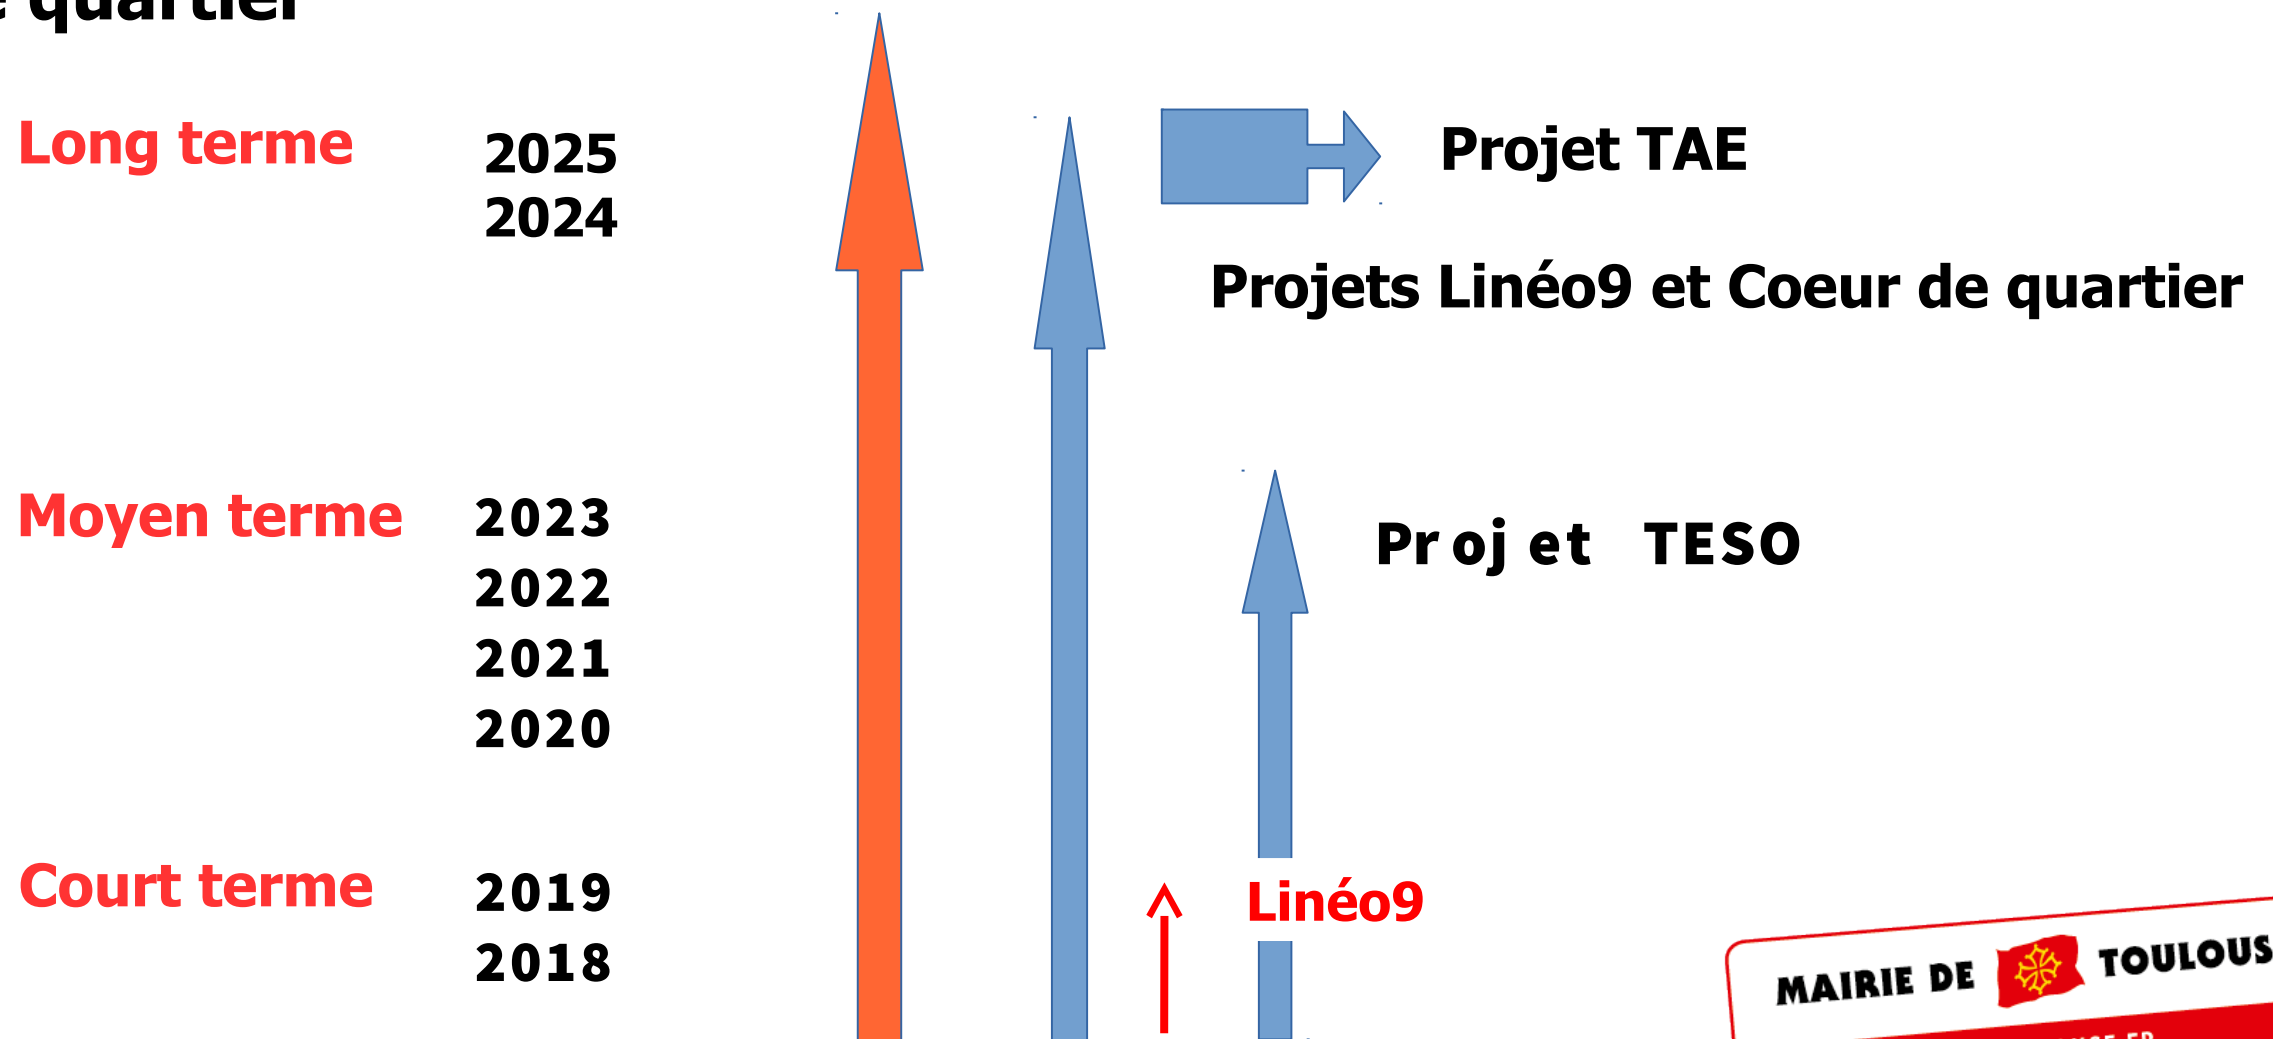 quartier
Long terme
2025
2024
Projet TAE
Projets Linéo9 et Coeur de quartier
Moyen terme
2023
2022
2021
2020
Projet TESO
Court terme
2019
2018
Linéo9
MAIRIE DE TOULOUS